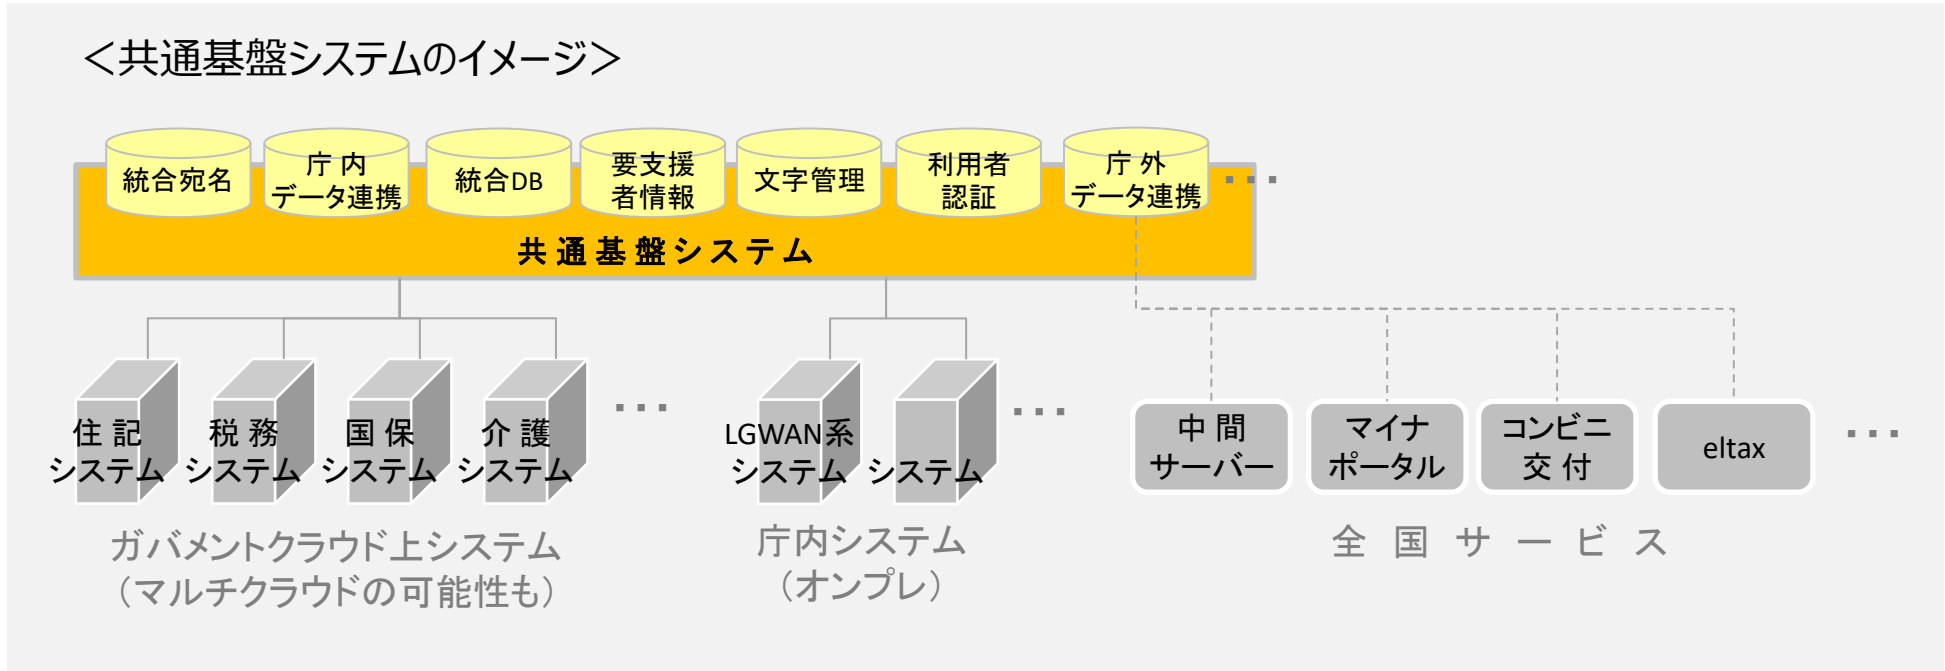 ＜共通基盤システムのイメージ＞
統合宛名
庁 内
データ連携
統合DB
要支援
者情報
文字管理
利用者
認証
庁 外
データ連携
・・・
共通基盤システム
住 記
システム
税 務
システム
国 保
システム
介 護
システム
・・・
LGWAN系
システム
システム
・・・
中 間
サーバー
マイナ
ポータル
コンビニ
交 付
eltax
・・・
ガバメントクラウド上システム
（マルチクラウドの可能性も）
庁内システム
（オンプレ）
全 国 サ ー ビ ス